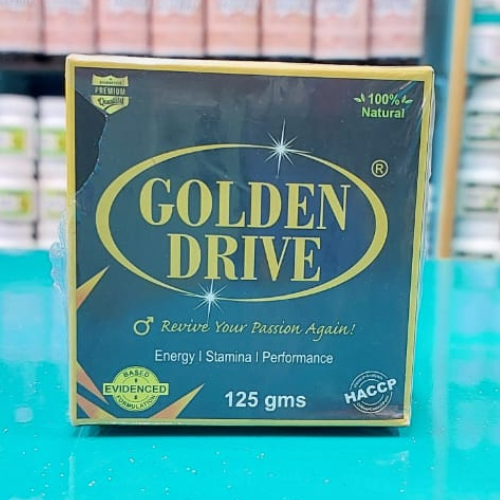 PREMIUM
Quality
100%
Natural
®
GOLDEN
DRIVE
Revive Your Passion Again!
Energy | Stamina | Performance
BASED
EVIDENCED
FORMULATION
125 gms
HACCP